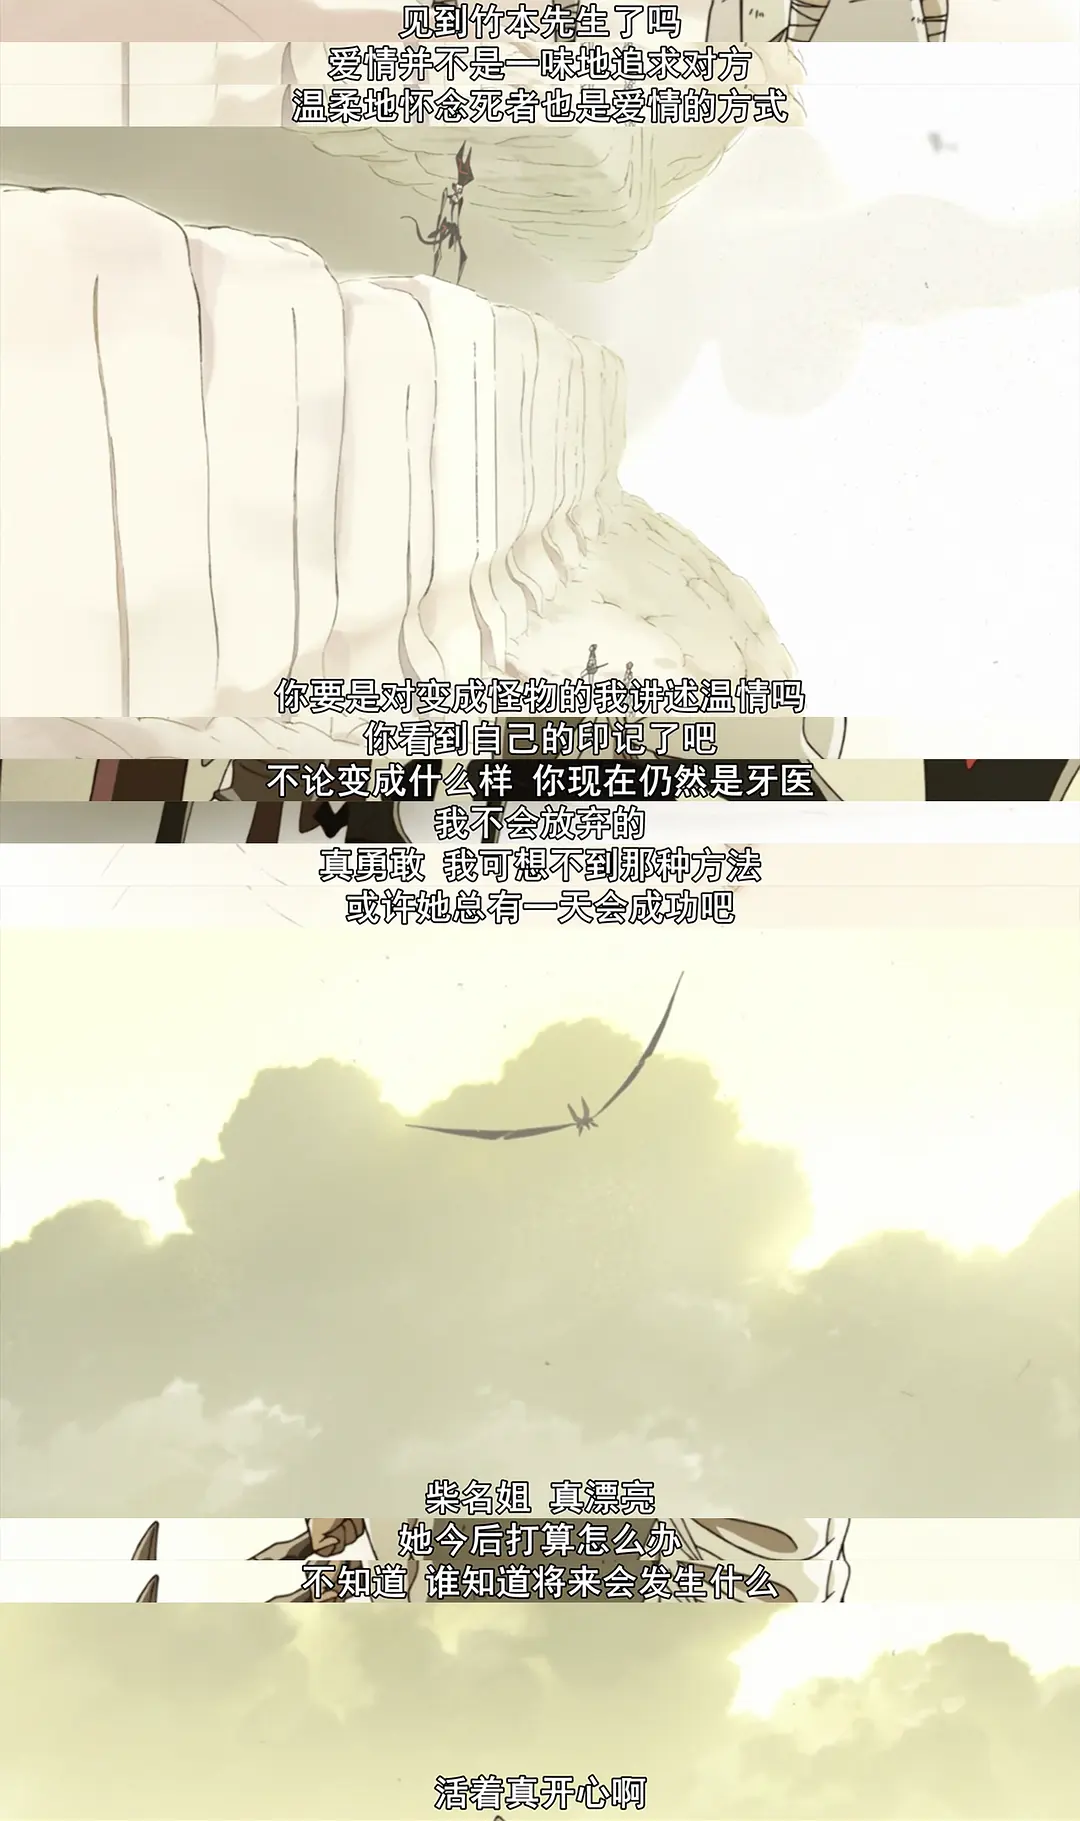 见到竹本先生了吗
爱情并不是一味地追求对方
温柔地怀念死者也是爱情的方式
你要是对变成怪物的我讲述温情吗
你看到自己的印记了吧
不论变成什么样 你现在仍然是牙医
我不会放弃的
真勇敢 我可想不到那种方法
或许她总有一天会成功吧
柴名姐 真漂亮
她今后打算怎么办
不知道 谁知道将来会发生什么
活着真开心啊